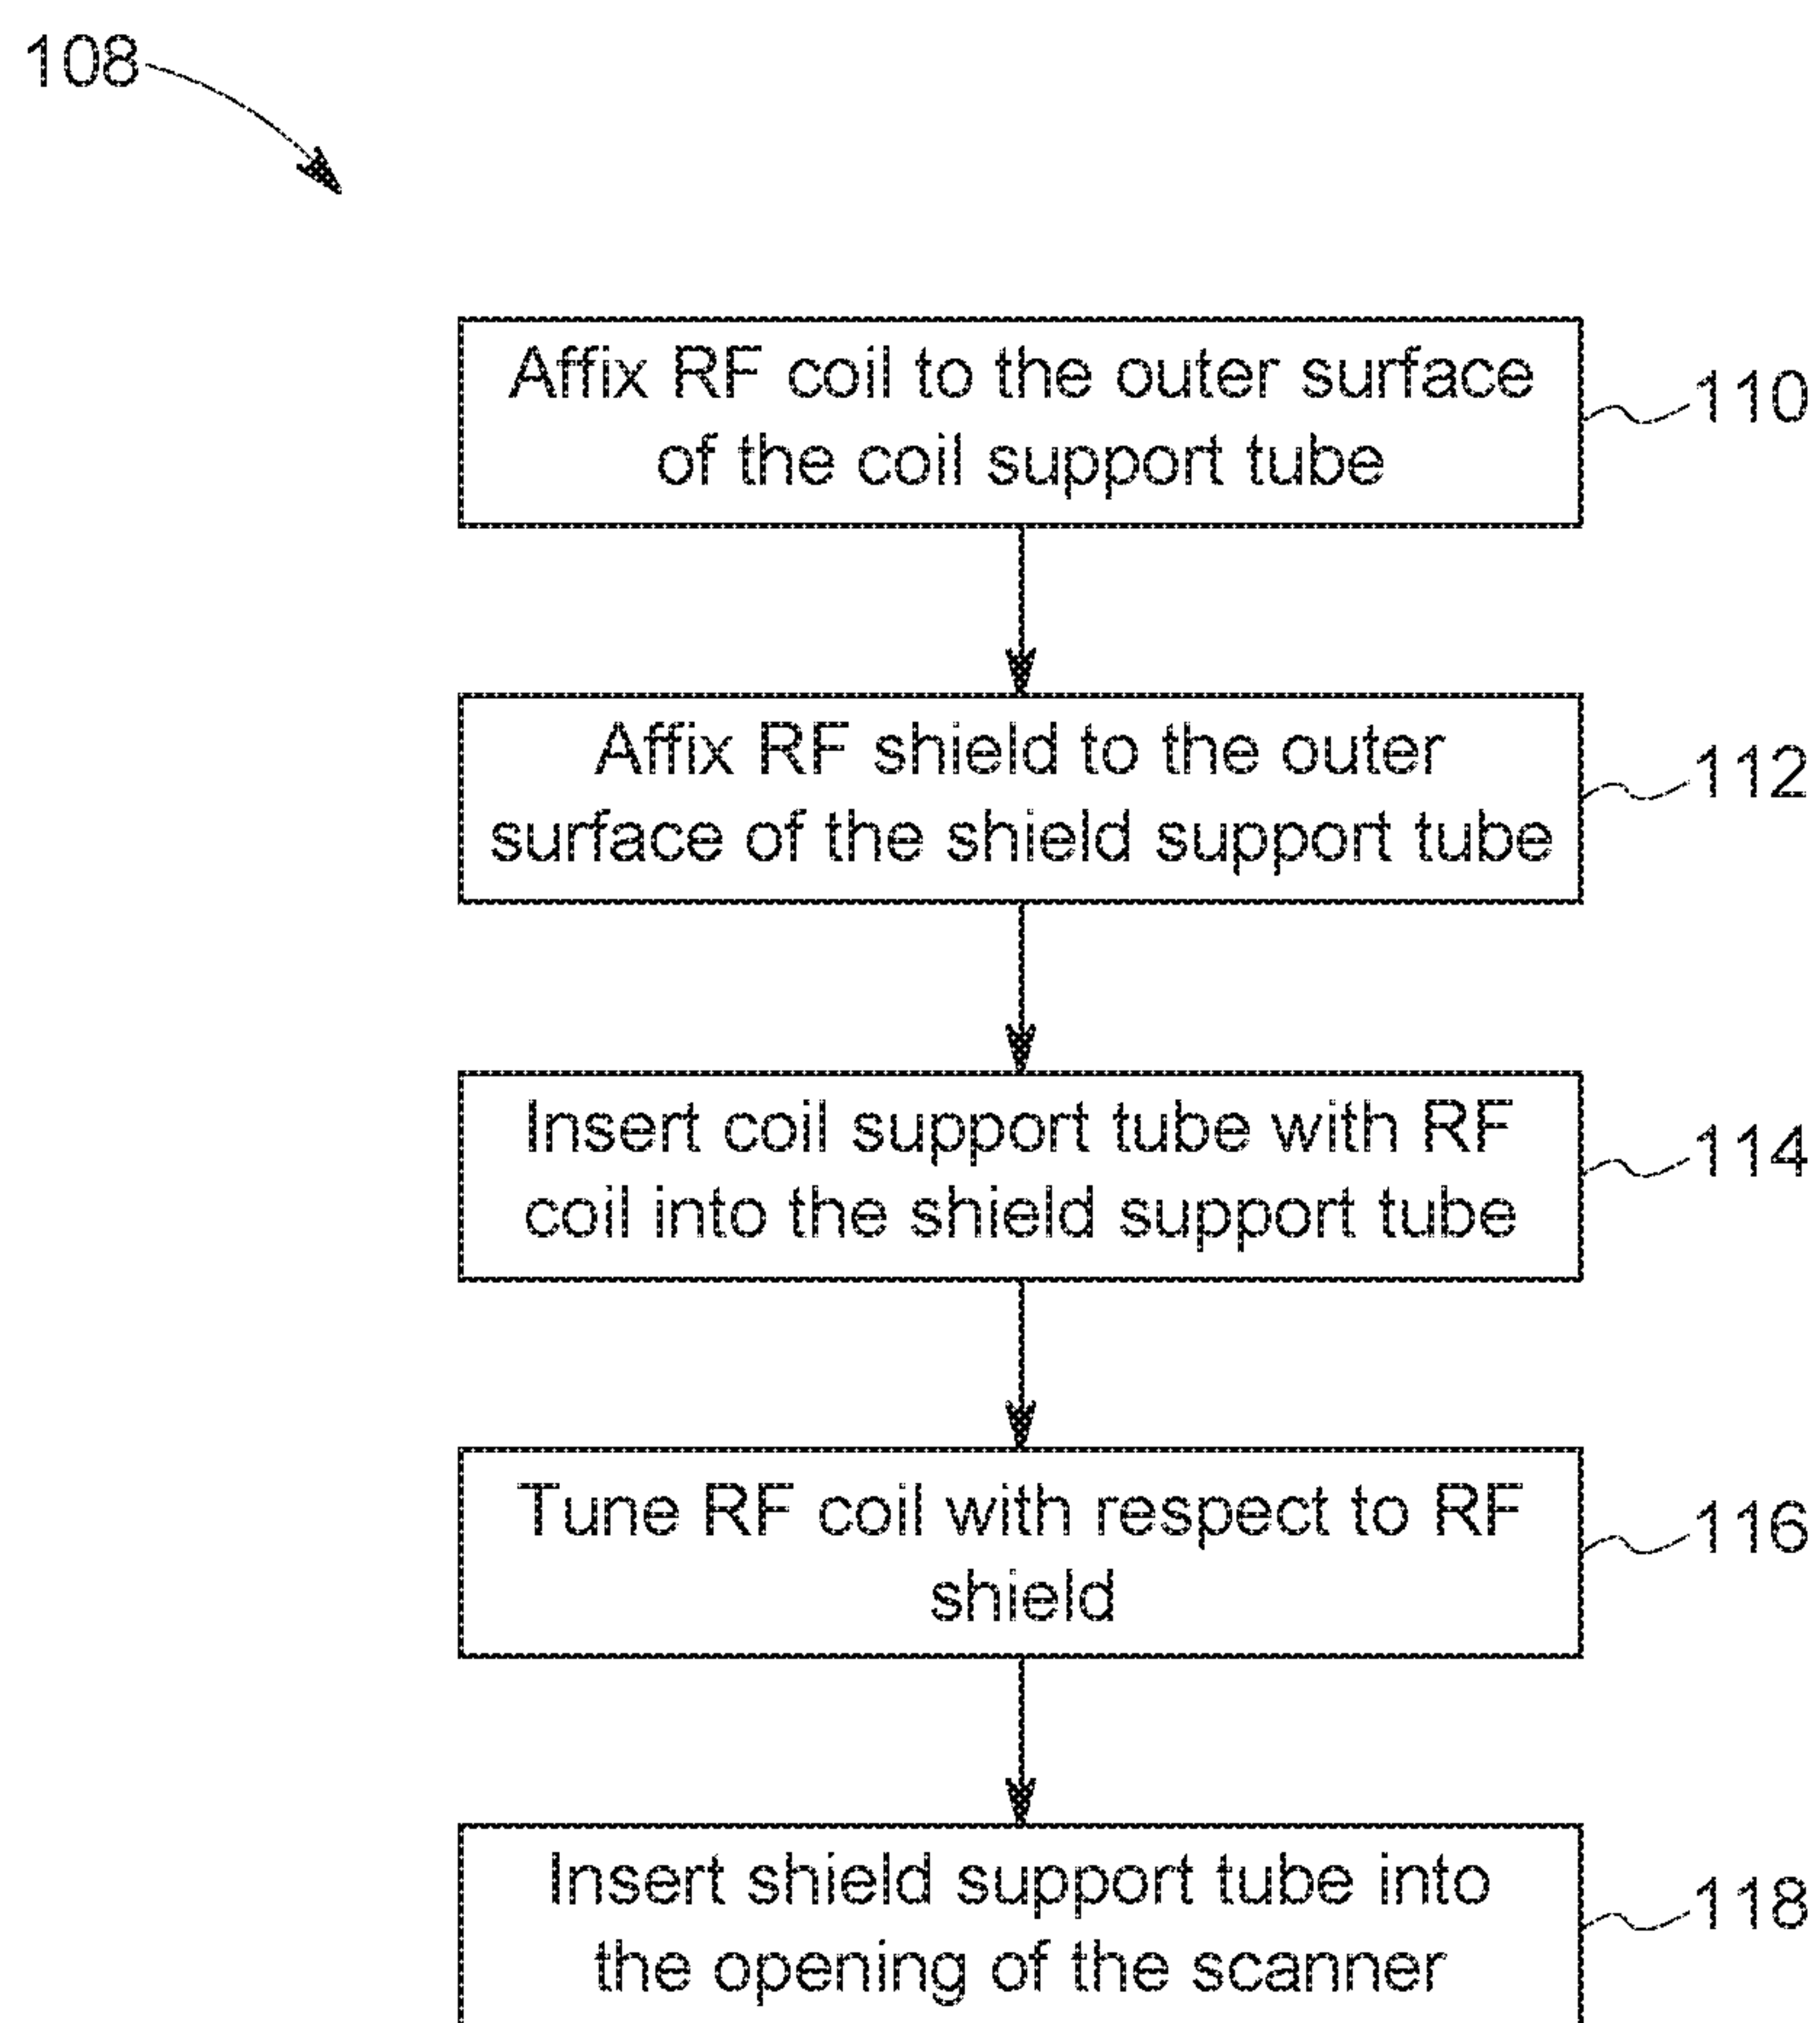 108
Affix RF coil to the outer surface
of the coil support tube
110
Affix RF shield to the outer
surface of the shield support tube
112
Insert coil support tube with RF
coil into the shield support tube
114
Tune RF coil with respect to RF
shield
116
Insert shield support tube into
the opening of the scanner
118